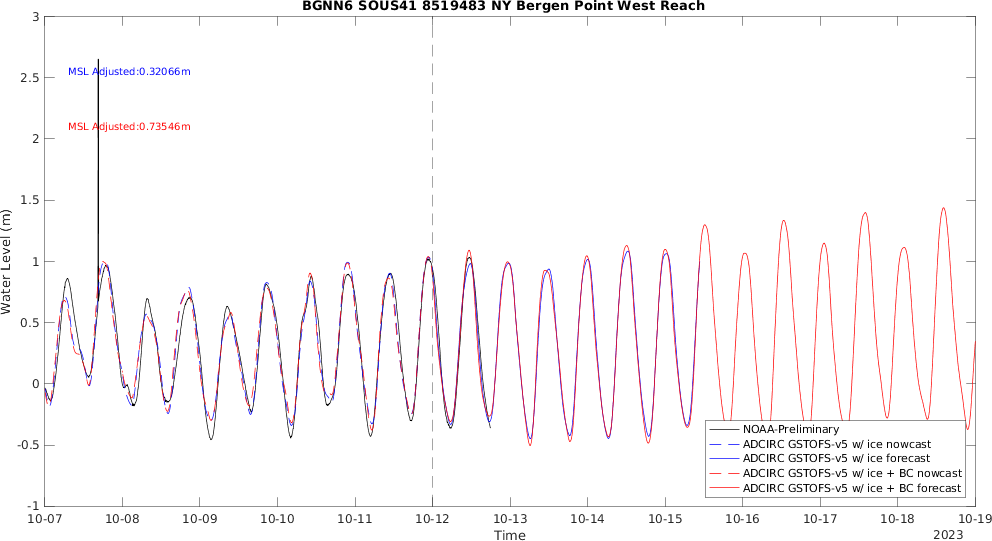 BGNN6 SOUS41 8519483 NY Bergen Point West Reach
3
2.5
2
1.5
1
0.5
0
-0.5
-1
Water Level (m)
MSL Adjusted:0.32066m
MSL Adjusted:0.73546m
NOAA-Preliminary
ADCIRC GSTOFS-v5 w/ ice nowcast
ADCIRC GSTOFS-v5 w/ ice forecast
ADCIRC GSTOFS-v5 w/ ice + BC nowcast
ADCIRC GSTOFS-v5 w/ ice + BC forecast
10-07 10-08 10-09 10-10 10-11 10-12 10-13 10-14 10-15 10-16 10-17 10-18 10-19
Time
2023